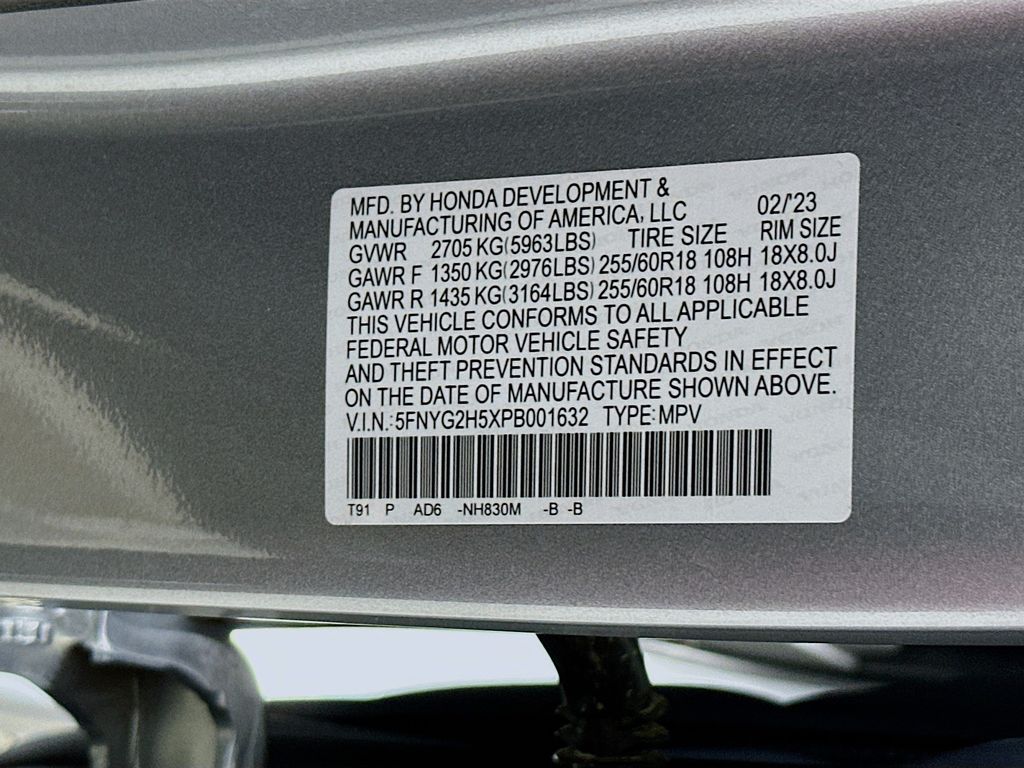 MFD. BY HONDA DEVELOPMENT &
MANUFACTURING OF AMERICA, LLC 02/'23
GVWR 2705 KG(5963LBS) TIRE SIZE RIM SIZE
GAWR F 1350 KG(2976LBS) 255/60R18 108H 18X8.0J
GAWR R 1435 KG(3164LBS) 255/60R18 108H 18X8.0J
THIS VEHICLE CONFORMS TO ALL APPLICABLE
FEDERAL MOTOR VEHICLE SAFETY
AND THEFT PREVENTION STANDARDS IN EFFECT
ON THE DATE OF MANUFACTURE SHOWN ABOVE.
V.I.N.:5FNYG2H5XPB001632 TYPE:MPV
T91 P AD6 -NH830M -B -B